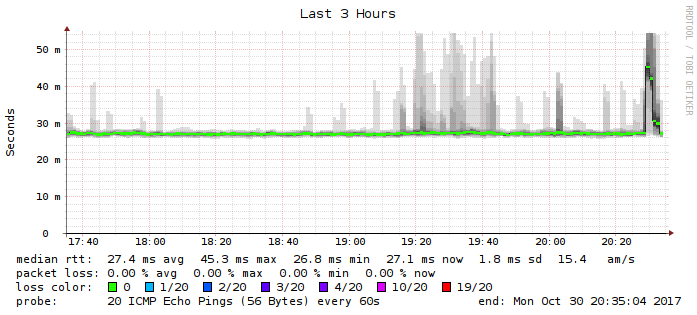 Last 3 Hours
RRDTOOL / TOBI OETIKER
Seconds
50 m
40 m
30 m
20 m
10 m
0
17:40 18:00 18:20 18:40 19:00 19:20 19:40 20:00 20:20
median rtt: 27.4 ms avg 45.3 ms max 26.8 ms min 27.1 ms now 1.8 ms sd 15.4 am/s
packet loss: 0.00 % avg 0.00 % max 0.00 % min 0.00 % now
loss color: 0 1/20 2/20 3/20 4/20 10/20 19/20
probe: 20 ICMP Echo Pings (56 Bytes) every 60s end: Mon Oct 30 20:35:04 2017